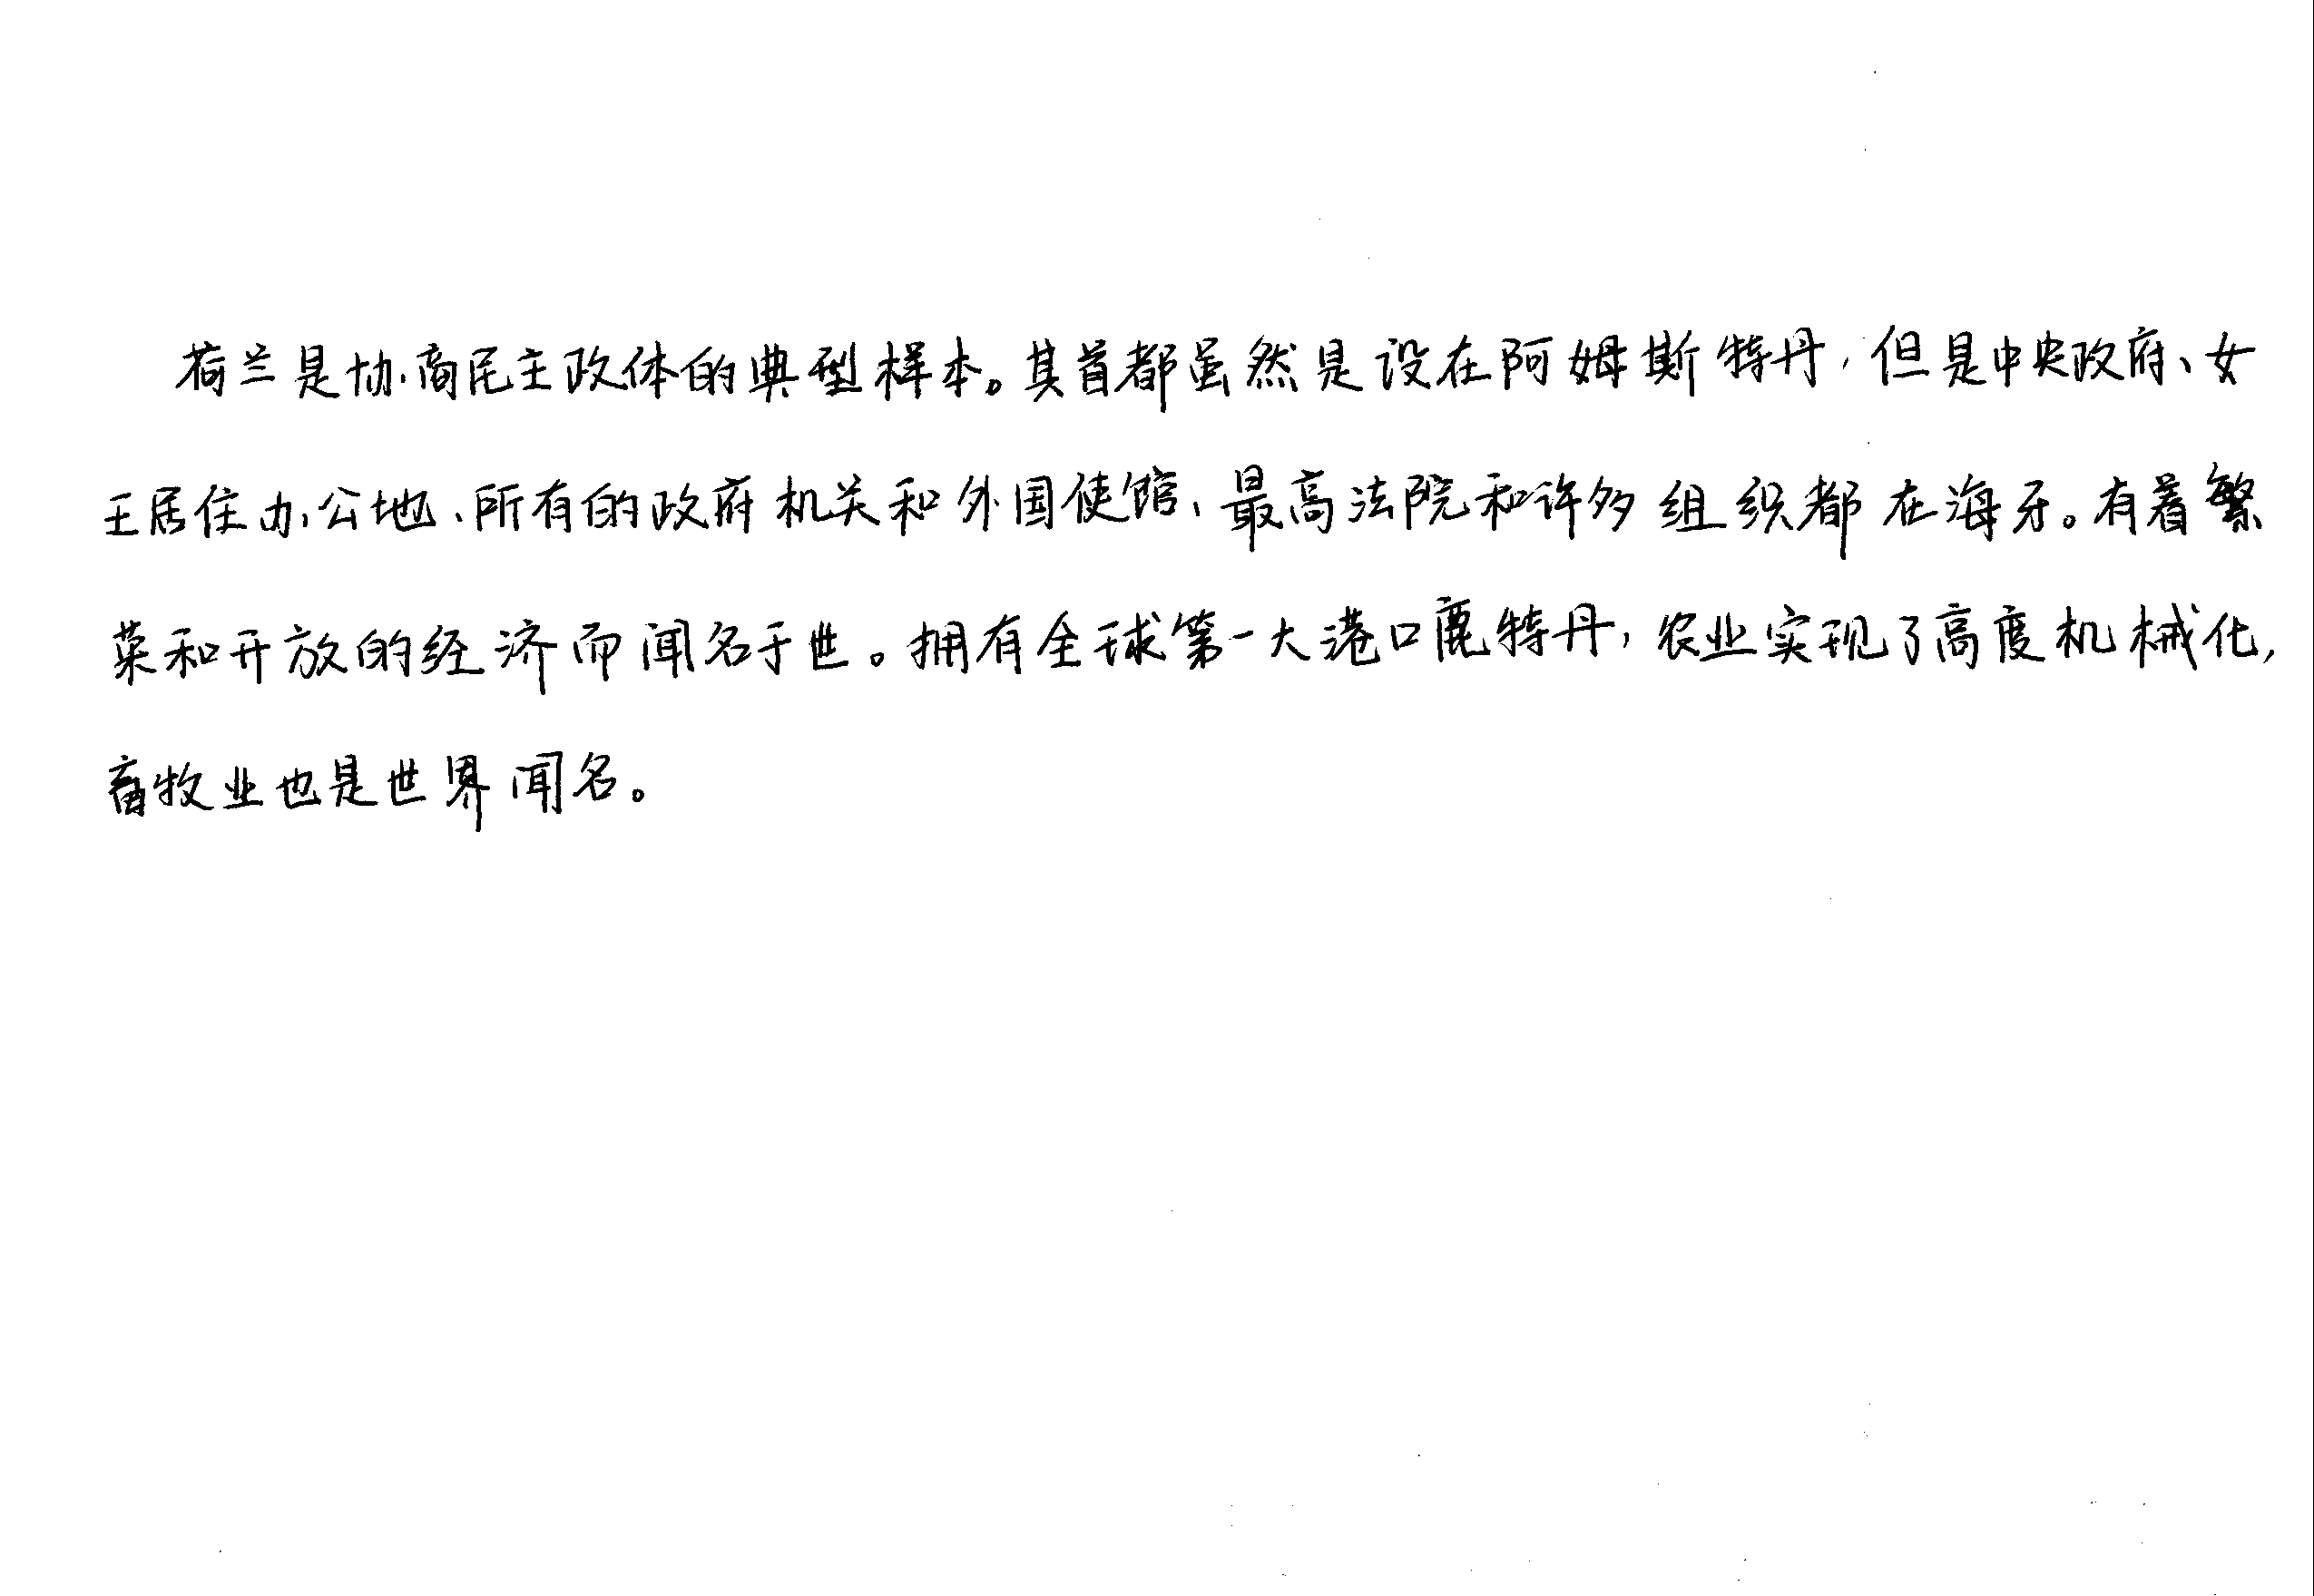 荷兰是协商民主政体的典型样本。其首都虽然是设在阿姆斯特丹，但是中央政府、女
王居住办公地、所有的政府机关和外国使馆、最高法院和许多组织都在海牙。有着繁
荣和开放的经济而闻名于世。拥有全球第一大港口鹿特丹，农业实现了高度机械化，
畜牧业也是世界闻名。